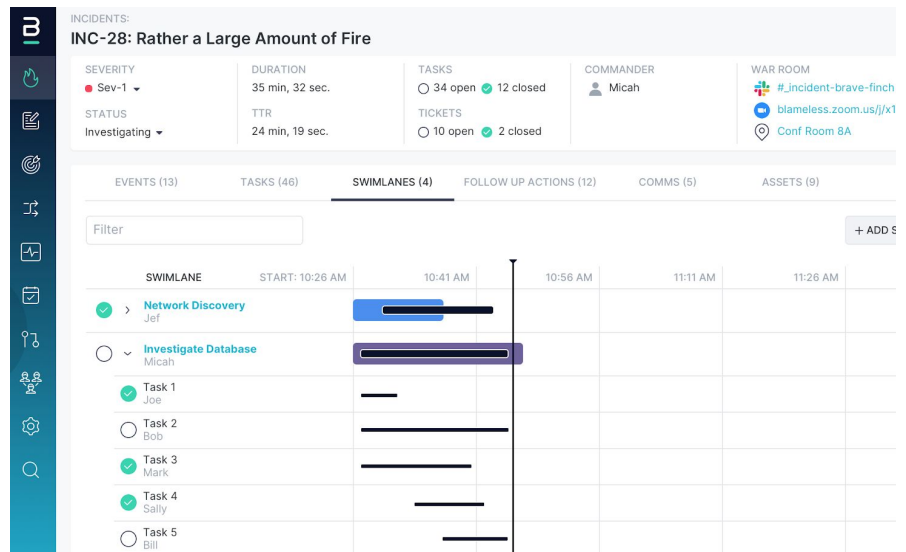 INCIDENTS:
INC-28: Rather a Large Amount of Fire
SEVERITY
Sev-1
DURATION
35 min, 32 sec.
TASKS
34 open 12 closed
COMMANDER
Micah
WAR ROOM
#_incident-brave-finch
blameless.zoom.us/j/x1
Conf Room 8A
STATUS
Investigating
TTR
24 min, 19 sec.
TICKETS
10 open 2 closed
EVENTS (13) TASKS (46) SWIMLANES (4) FOLLOW UP ACTIONS (12) COMMS (5) ASSETS (9)
Filter
+ ADD S
SWIMLANE START: 10:26 AM 10:41 AM 10:56 AM 11:11 AM 11:26 AM
Network Discovery
Jef
Investigate Database
Micah
Task 1
Joe
Task 2
Bob
Task 3
Mark
Task 4
Sally
Task 5
Bill